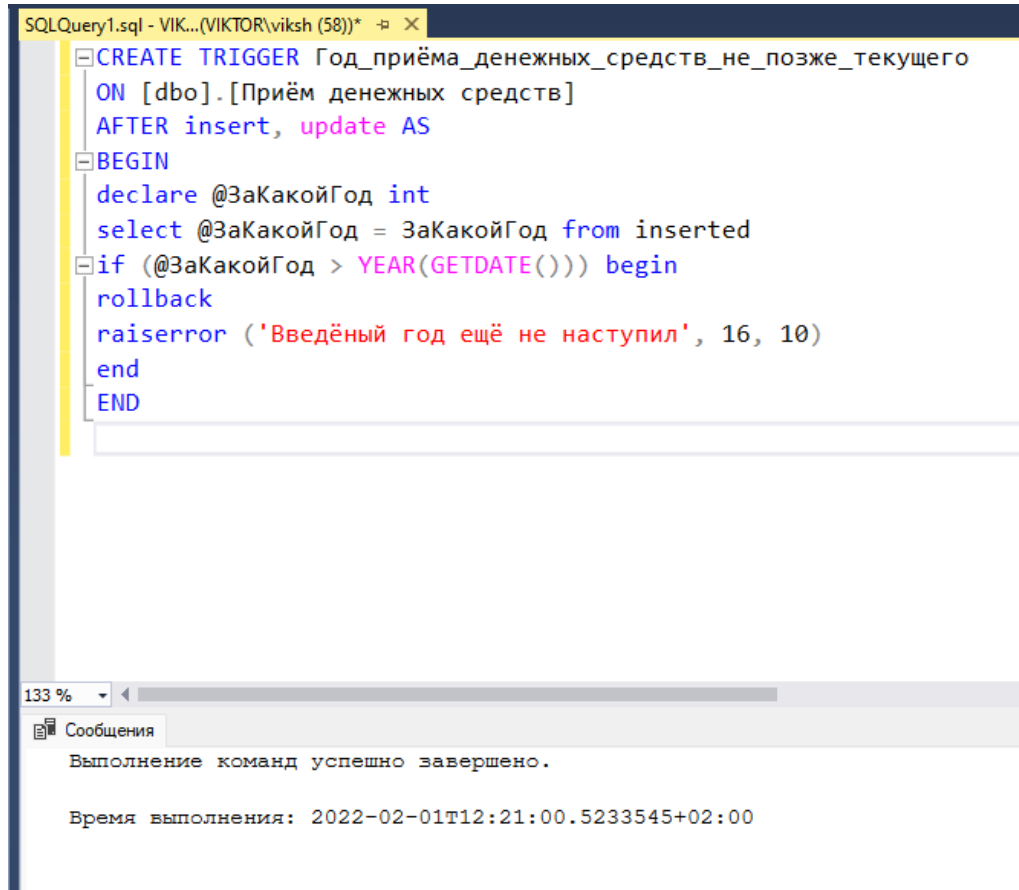 SQLQuery1.sql - VIK...(VIKTOR\viksh (58))*
CREATE TRIGGER Год_приёма_денежных_средств_не_позже_текущего
ON [dbo].[Приём денежных средств]
AFTER insert, update AS
BEGIN
declare @ЗаКакойГод int
select @ЗаКакойГод = ЗаКакойГод from inserted
if (@ЗаКакойГод > YEAR(GETDATE())) begin
rollback
raiserror ('Введёный год ещё не наступил', 16, 10)
end
END
133 %
Сообщения
Выполнение команд успешно завершено.
Время выполнения: 2022-02-01T12:21:00.5233545+02:00